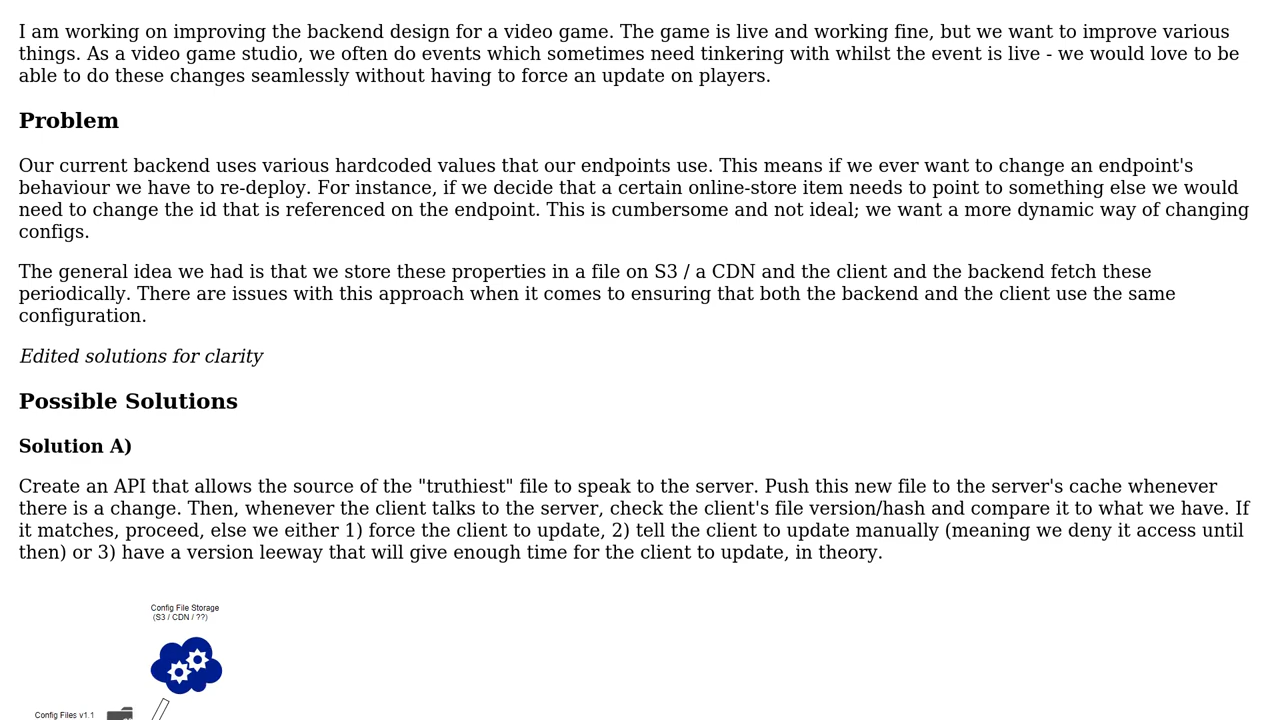 I am working on improving the backend design for a video game. The game is live and working fine, but we want to improve various
things. As a video game studio, we often do events which sometimes need tinkering with whilst the event is live - we would love to be
able to do these changes seamlessly without having to force an update on players.
Problem
Our current backend uses various hardcoded values that our endpoints use. This means if we ever want to change an endpoint's
behaviour we have to re-deploy. For instance, if we decide that a certain online-store item needs to point to something else we would
need to change the id that is referenced on the endpoint. This is cumbersome and not ideal; we want a more dynamic way of changing
configs.
The general idea we had is that we store these properties in a file on S3 / a CDN and the client and the backend fetch these
periodically. There are issues with this approach when it comes to ensuring that both the backend and the client use the same
configuration.
Edited solutions for clarity
Possible Solutions
Solution A)
Create an API that allows the source of the "truthiest" file to speak to the server. Push this new file to the server's cache whenever
there is a change. Then, whenever the client talks to the server, check the client's file version/hash and compare it to what we have. If
it matches, proceed, else we either 1) force the client to update, 2) tell the client to update manually (meaning we deny it access until
then) or 3) have a version leeway that will give enough time for the client to update, in theory.
Config File Storage
(S3 / CDN / ??)
Config Files v1.1